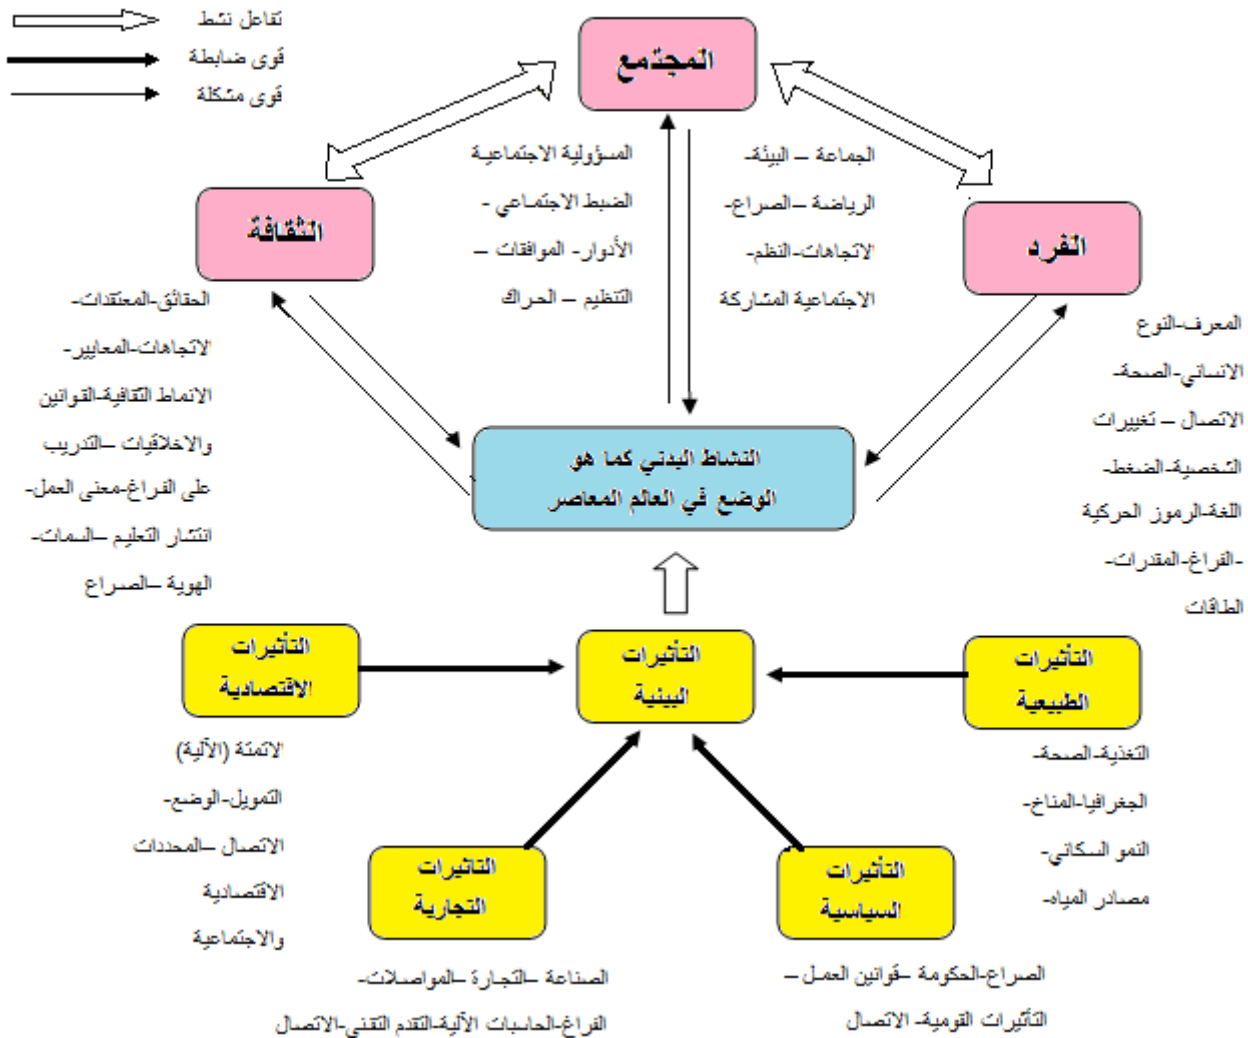 تفاعل نشط
قوى ضابطة
قوى مشكلة
المجتمع
الثقافة
الفرد
الجماعة – البيئة-
الرياضة –الصراع-
الاتجاهات-النظم-
الاجتماعية المشاركة
المسؤولية الاجتماعية
الضبط الاجتماعي -
الأدوار- الموافقات –
التنظيم – الحراك
المعرف-النوع
الانساني-الصحة-
الاتصال – تغييرات
الشخصية-الضغط-
اللغة-الرموز الحركية
-الفراغ-المقدرات-
الطاقات
الحقائق-المعتقدات-
الاتجاهات-المعايير-
الانماط الثقافية-القوانين
والاخلاقيات –التدريب
على الفراغ-معنى العمل-
انتشار التعليم –السمات-
الهوية –الصراع
النشاط البدني كما هو
الوضع في العالم المعاصر
التأثيرات
الطبيعية
التأثيرات
البينية
التأثيرات
الاقتصادية
التغذية-الصحة-
الجغرافيا-المناخ-
النمو السكاني-
مصادر المياه-
الاتمتة (الآلية)
التمويل-الوضع-
الاتصال –المحددات
الاقتصادية
والاجتماعية
التأثيرات
السياسية
التاثيرات
التجارية
الصراع-الحكومة –قوانين العمل –
التأثيرات القومية- الاتصال
الصناعة –التجارة –المواصلات-
الفراغ-الحاسبات الآلية-التقدم التقني-الاتصال